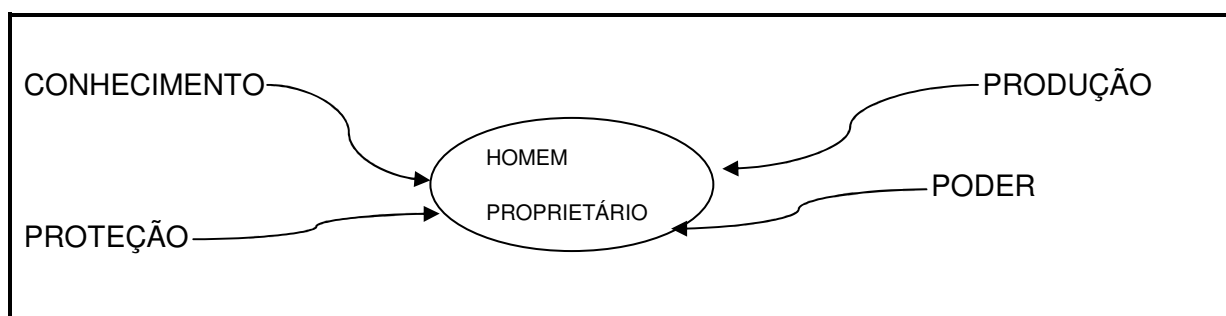 CONHECIMENTO
PRODUÇÃO
HOMEM
PROPRIETÁRIO
PODER
PROTEÇÃO